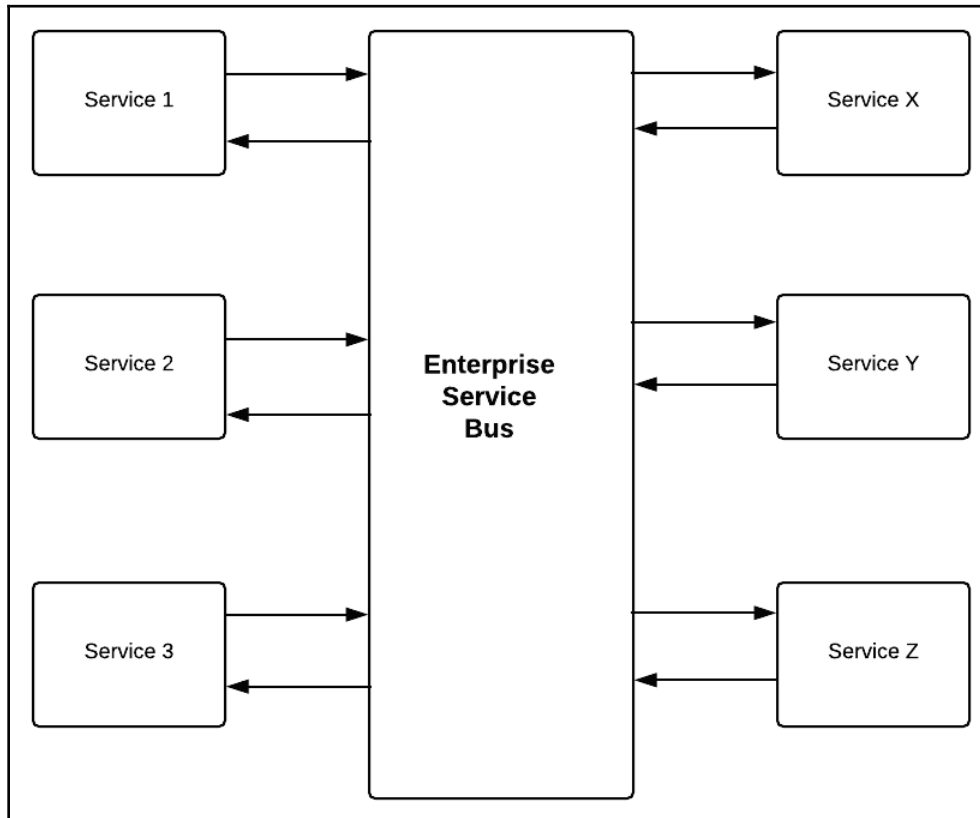 Service 1
Service X
Service 2
Enterprise
Service
Bus
Service Y
Service 3
Service Z